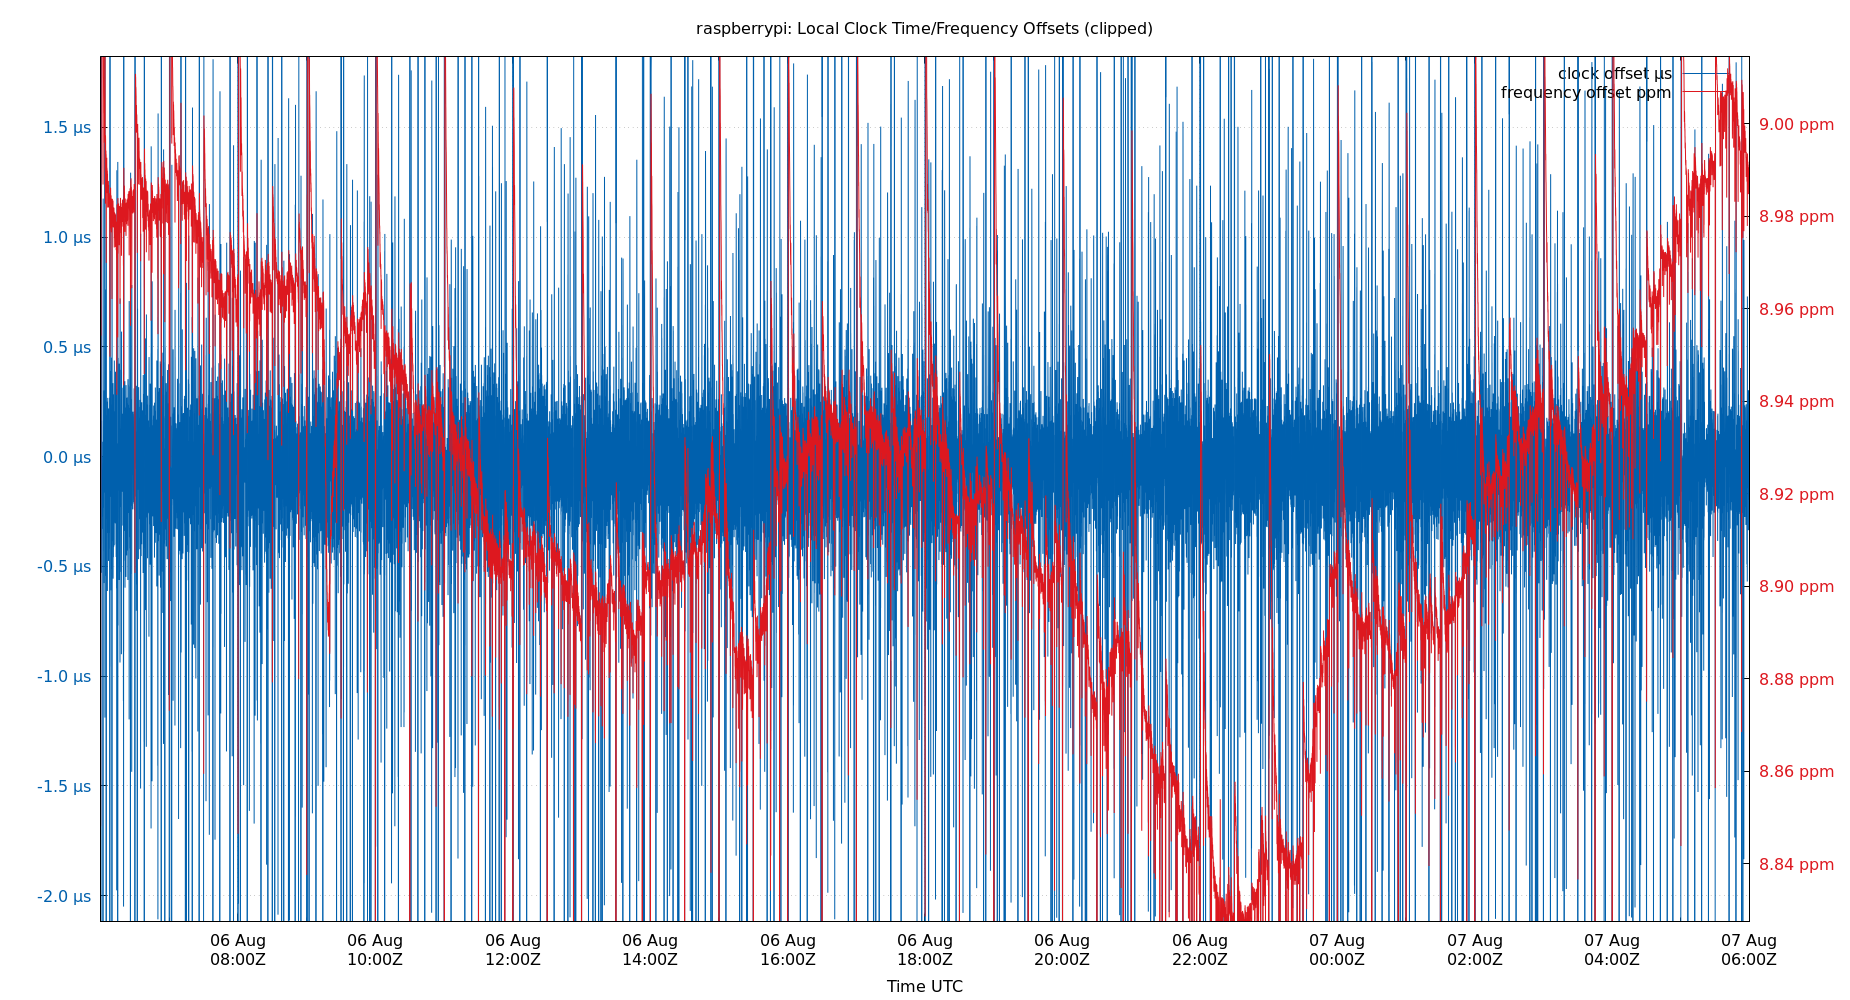 raspberrypi: Local Clock Time/Frequency Offsets (clipped)
clock offset µs
frequency offset ppm
1.5 µs
1.0 µs
0.5 µs
0.0 µs
-0.5 µs
-1.0 µs
-1.5 µs
-2.0 µs
9.00 ppm
8.98 ppm
8.96 ppm
8.94 ppm
8.92 ppm
8.90 ppm
8.88 ppm
8.86 ppm
8.84 ppm
06 Aug 06 Aug 06 Aug 06 Aug 06 Aug 06 Aug 06 Aug 06 Aug 07 Aug 07 Aug 07 Aug 07 Aug
08:00Z 10:00Z 12:00Z 14:00Z 16:00Z 18:00Z 20:00Z 22:00Z 00:00Z 02:00Z 04:00Z 06:00Z
Time UTC